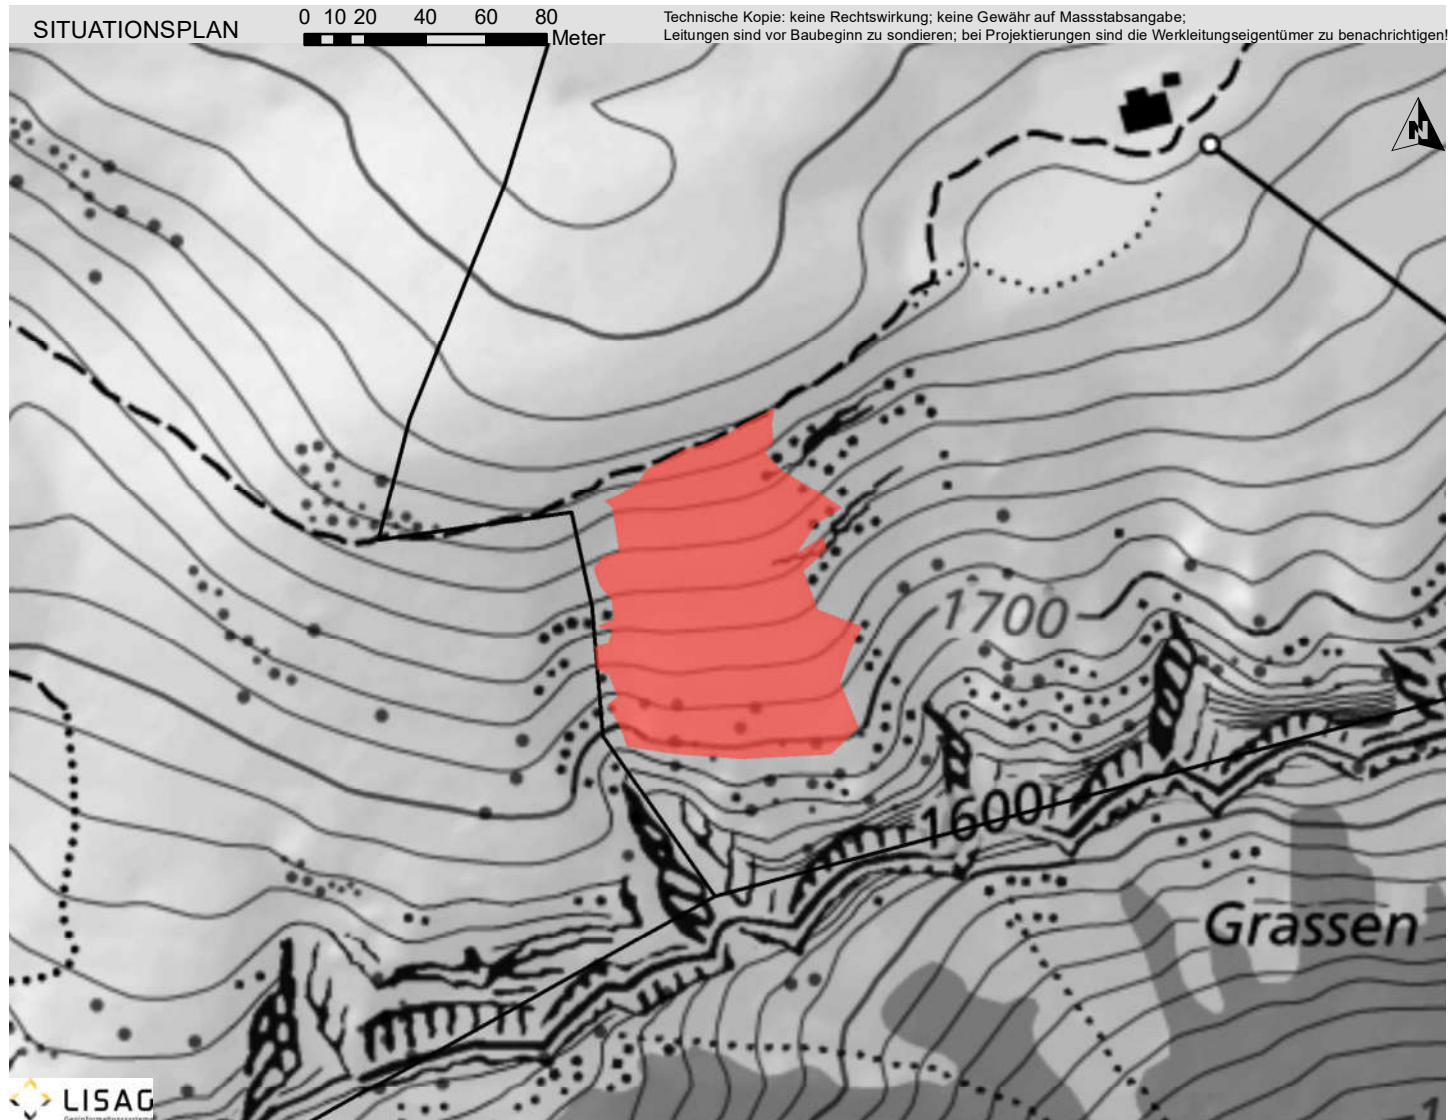 SITUATIONSPLAN
0 10 20 40 60 80
Meter
Technische Kopie: keine Rechtswirkung; keine Gewähr auf Massstabsangabe;
Leitungen sind vor Baubeginn zu sondieren; bei Projektierungen sind die Werkleitungseigentümer zu benachrichtigen!
N
1700
1600
Grassen
LISAG